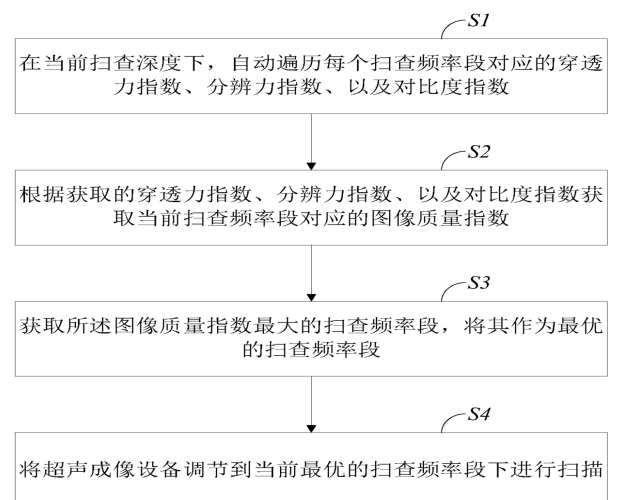 S1
在当前扫查深度下，自动遍历每个扫查频率段对应的穿透
力指数、分辨力指数、以及对比度指数
S2
根据获取的穿透力指数、分辨力指数、以及对比度指数获
取当前扫查频率段对应的图像质量指数
S3
获取所述图像质量指数最大的扫查频率段，将其作为最优
的扫查频率段
S4
将超声成像设备调节到当前最优的扫查频率段下进行扫描